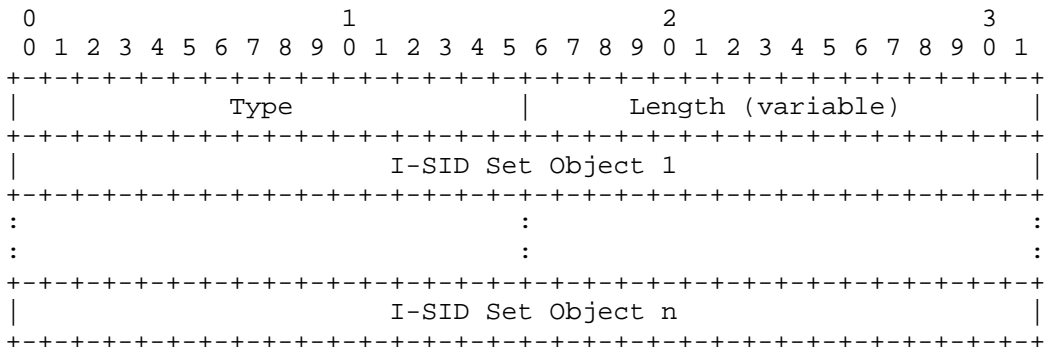 0                   1                   2                   3
 0 1 2 3 4 5 6 7 8 9 0 1 2 3 4 5 6 7 8 9 0 1 2 3 4 5 6 7 8 9 0 1
+-+-+-+-+-+-+-+-+-+-+-+-+-+-+-+-+-+-+-+-+-+-+-+-+-+-+-+-+-+-+-+-+
|             Type              |      Length (variable)        |
+-+-+-+-+-+-+-+-+-+-+-+-+-+-+-+-+-+-+-+-+-+-+-+-+-+-+-+-+-+-+-+-+
|                       I-SID Set Object 1                      |
+-+-+-+-+-+-+-+-+-+-+-+-+-+-+-+-+-+-+-+-+-+-+-+-+-+-+-+-+-+-+-+-+
:                               :                               :
:                               :                               :
+-+-+-+-+-+-+-+-+-+-+-+-+-+-+-+-+-+-+-+-+-+-+-+-+-+-+-+-+-+-+-+-+
|                       I-SID Set Object n                      |
+-+-+-+-+-+-+-+-+-+-+-+-+-+-+-+-+-+-+-+-+-+-+-+-+-+-+-+-+-+-+-+-+